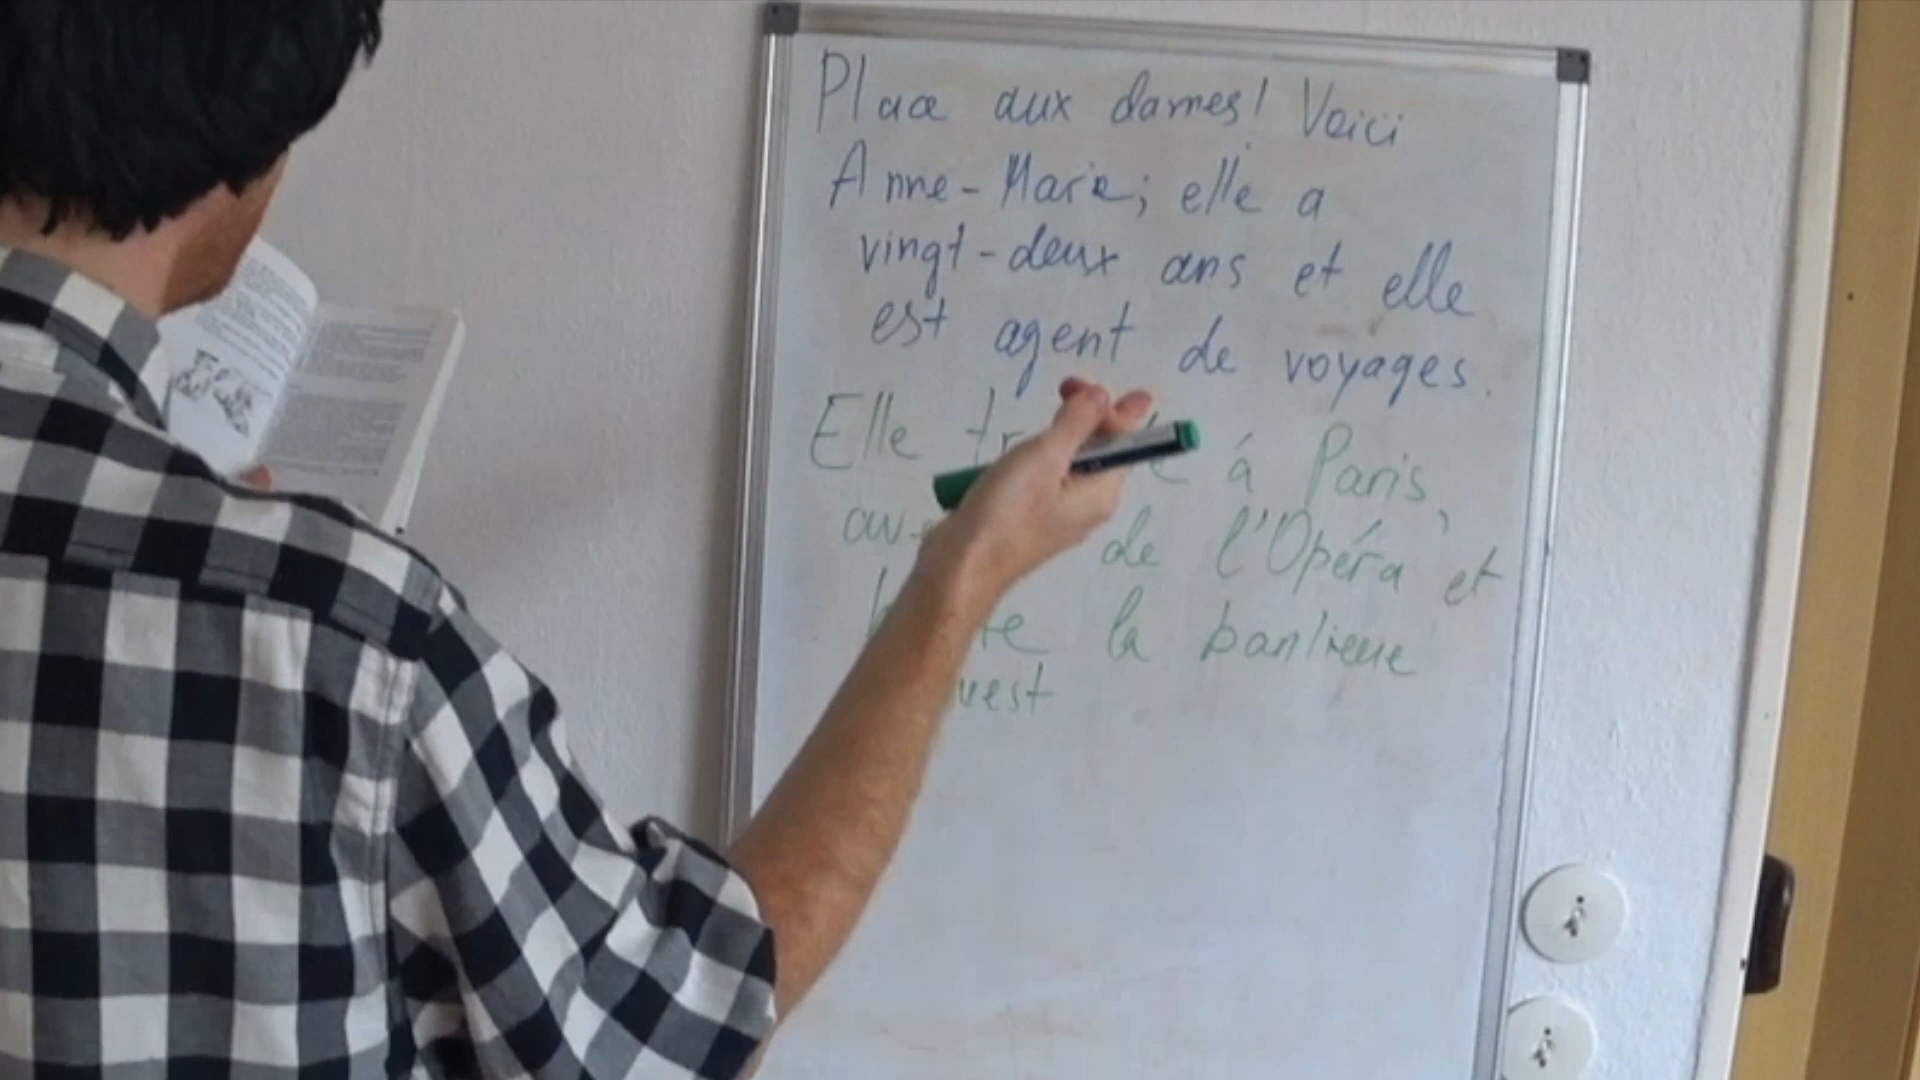 Place aux dames! Voici
Anne-Marie; elle a
vingt-deux ans et elle
est agent de voyages.
Elle à Paris,
de l'Opéra et
la banlieue